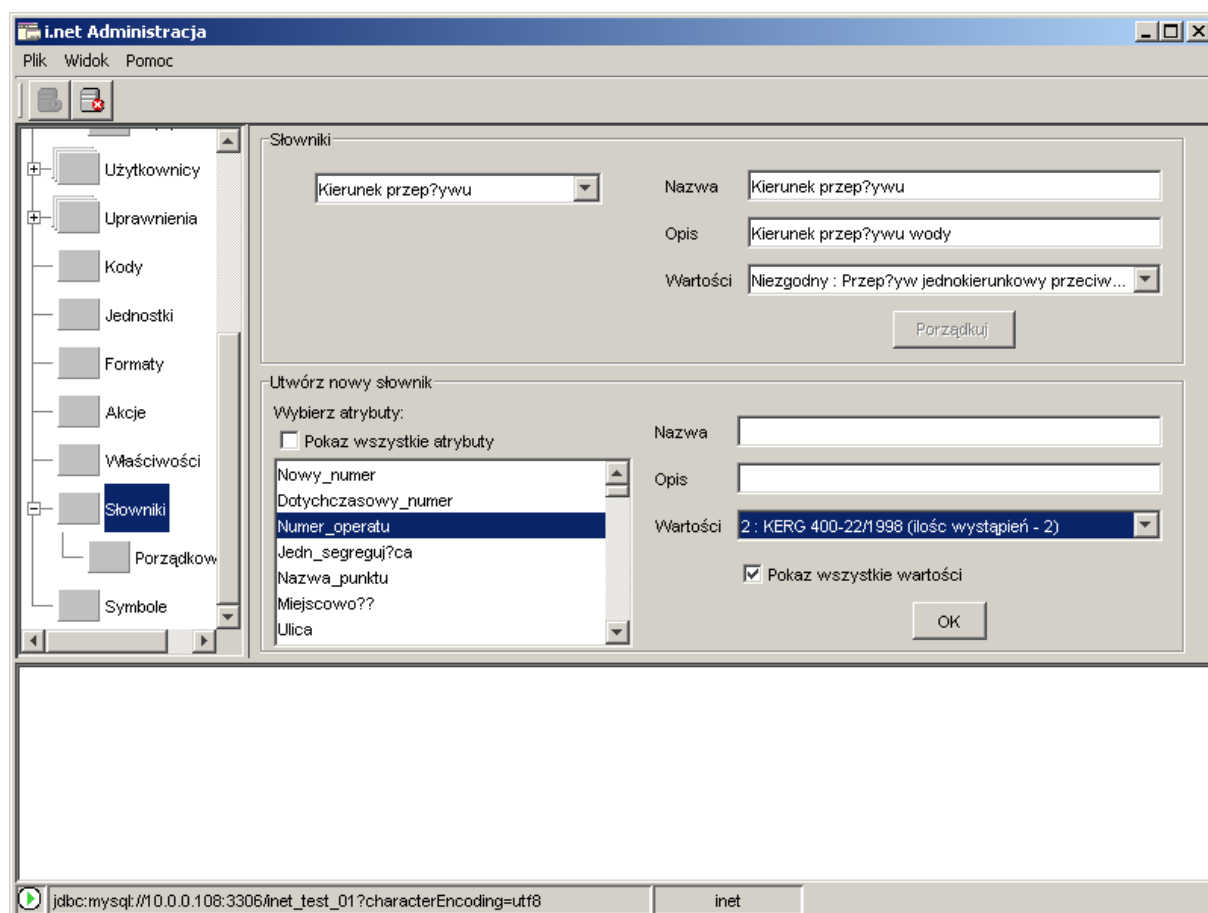 i.net Administracja
Plik Widok Pomoc
Użytkownicy
Uprawnienia
Kody
Jednostki
Formaty
Akcje
Właściwości
Słowniki
Porządkow
Symbole
Słowniki
Kierunek przep?ywu
Nazwa Kierunek przep?ywu
Opis Kierunek przep?ywu wody
Wartości Niezgodny : Przep?yw jednokierunkowy przeciw...
Porządkuj
Utwórz nowy słownik
Wybierz atrybuty:
Pokaz wszystkie atrybuty
Nowy_numer
Dotychczasowy_numer
Numer_operatu
Jedn_segreguj?ca
Nazwa_punktu
Miejscowo??
Ulica
Nazwa
Opis
Wartości 2 : KERG 400-22/1998 (ilośc wystąpień - 2)
Pokaz wszystkie wartości
OK
jdbc:mysql://10.0.0.108:3306/inet_test_01?characterEncoding=utf8 inet